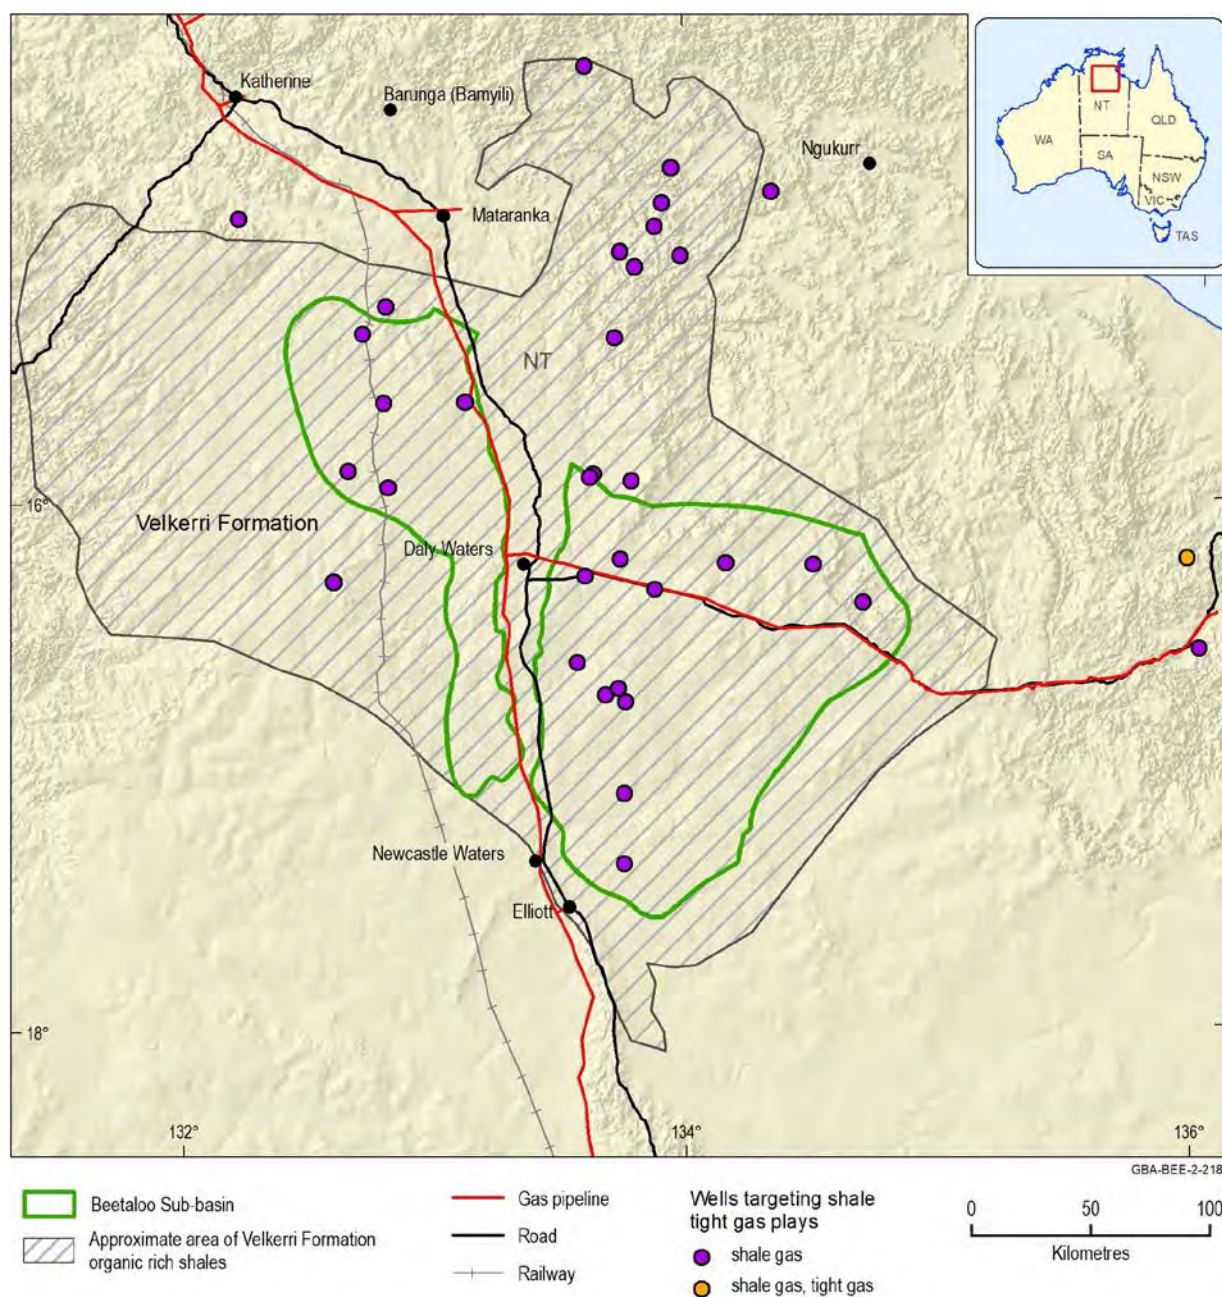 Katherine
Barunga (Bamyili)
Ngukurr
Mataranka
NT
WA
QLD
SA
NSW
VIC
TAS
NT
16°
Velkerri Formation
Daly Waters
Newcastle Waters
Elliott
18°
132°
134°
136°
GBA-BEE-2-218
Beetaloo Sub-basin
Approximate area of Velkerri Formation
organic rich shales
Gas pipeline
Road
Railway
Wells targeting shale
tight gas plays
shale gas
shale gas, tight gas
0 50 100
Kilometres